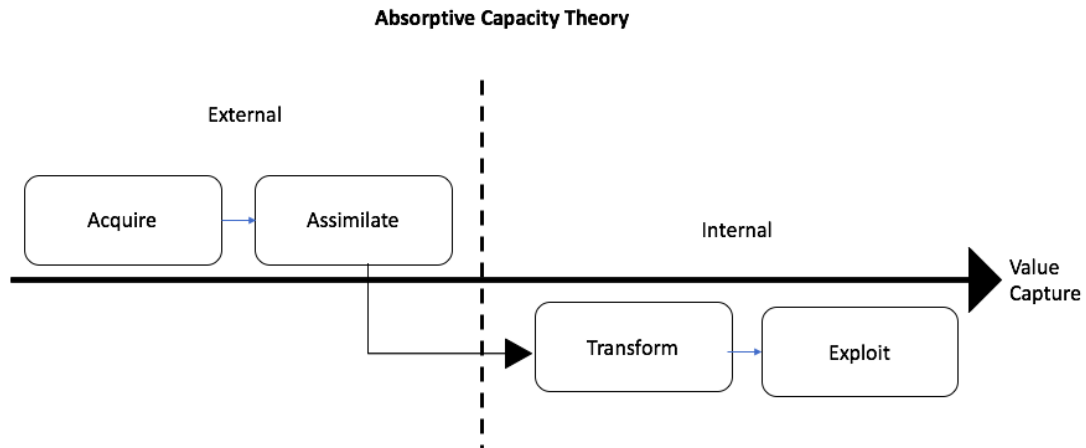 Absorptive Capacity Theory
External
Acquire
Assimilate
Internal
Value
Capture
Transform
Exploit